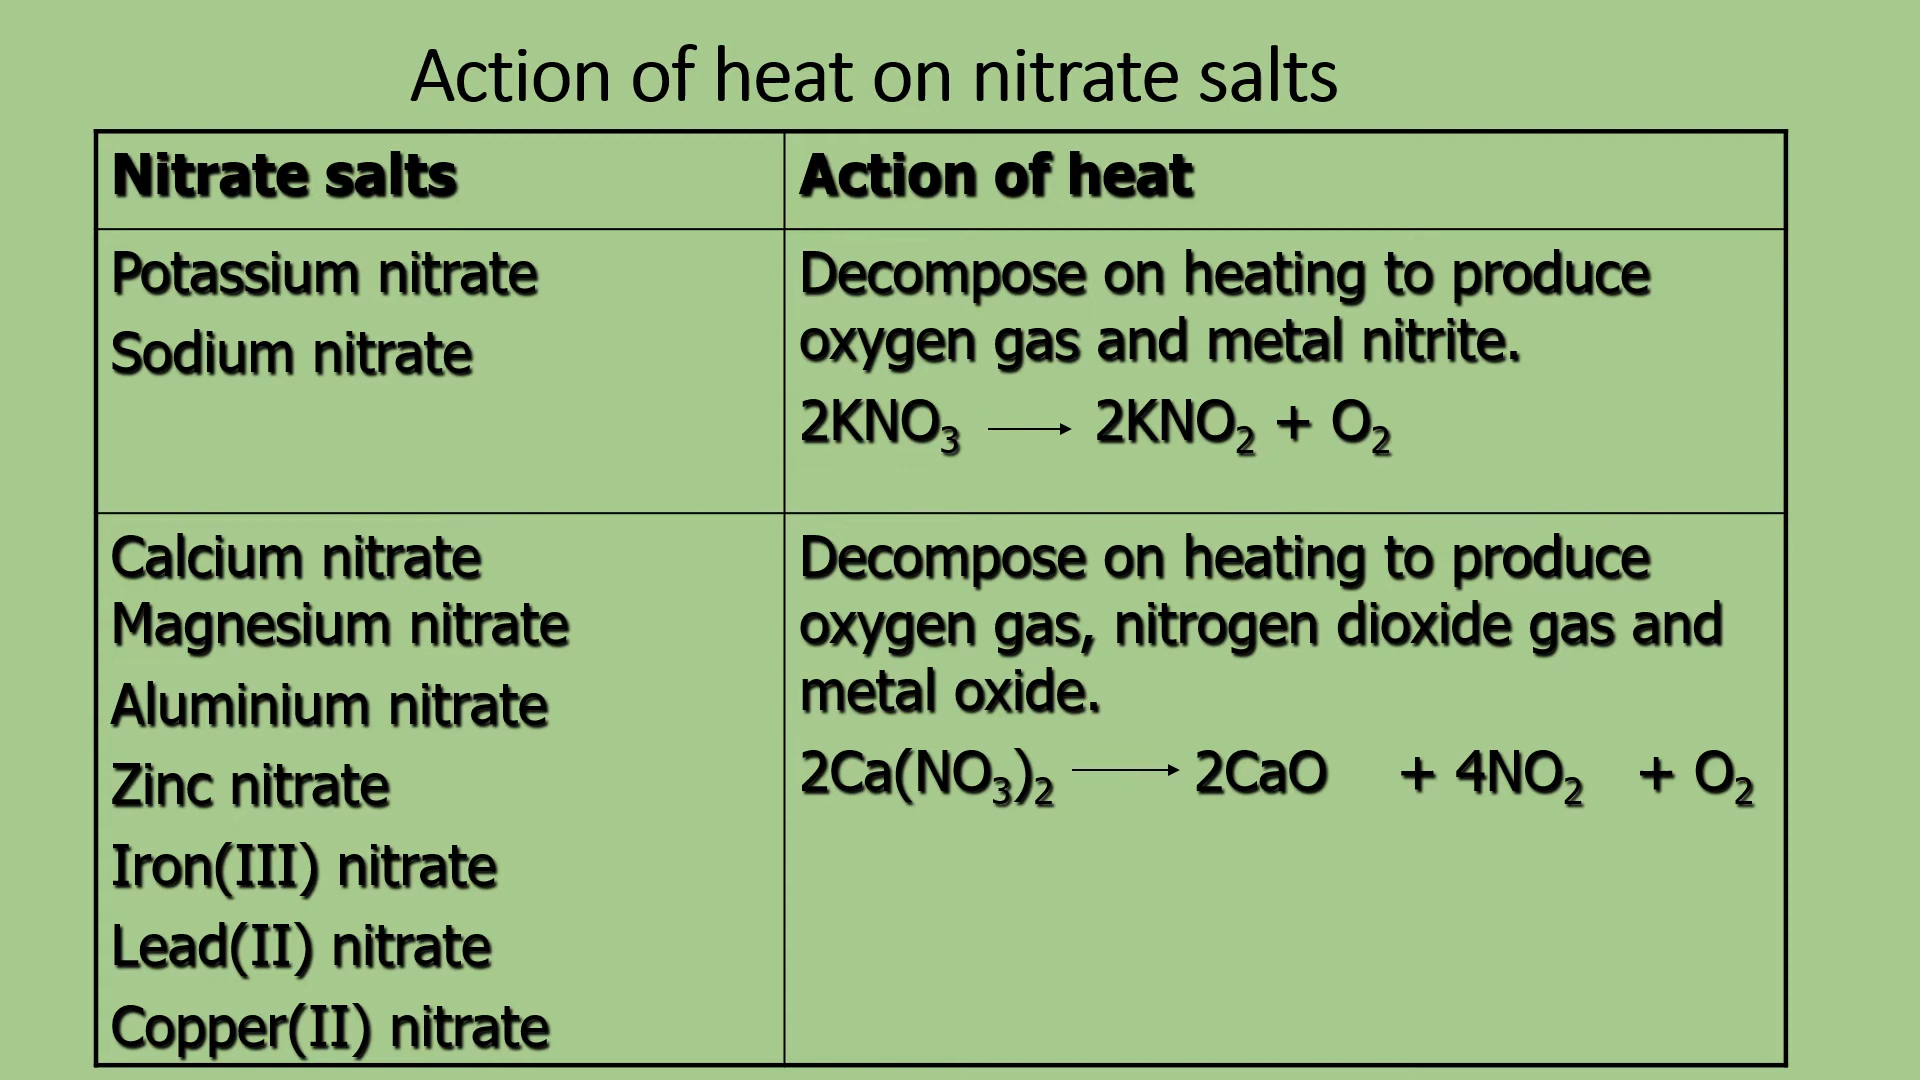 Action of heat on nitrate salts
Nitrate salts
Action of heat
Potassium nitrate
Sodium nitrate
Decompose on heating to produce
oxygen gas and metal nitrite.
2KNO₃ ⟶ 2KNO₂ + O₂
Calcium nitrate
Magnesium nitrate
Aluminium nitrate
Zinc nitrate
Iron(III) nitrate
Lead(II) nitrate
Copper(II) nitrate
Decompose on heating to produce
oxygen gas, nitrogen dioxide gas and
metal oxide.
2Ca(NO₃)₂ ⟶ 2CaO + 4NO₂ + O₂